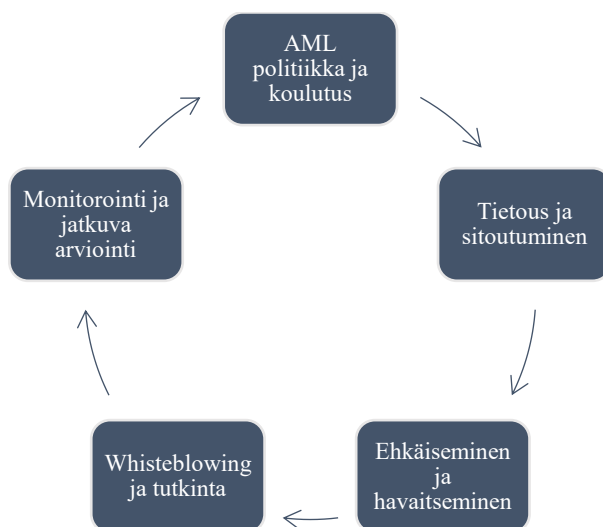 AML
politiikka ja
koulutus
Tietous ja
sitoutuminen
Ehkäiseminen
ja
havaitseminen
Whisteblowing
ja tutkinta
Monitorointi ja
jatkuva
arviointi